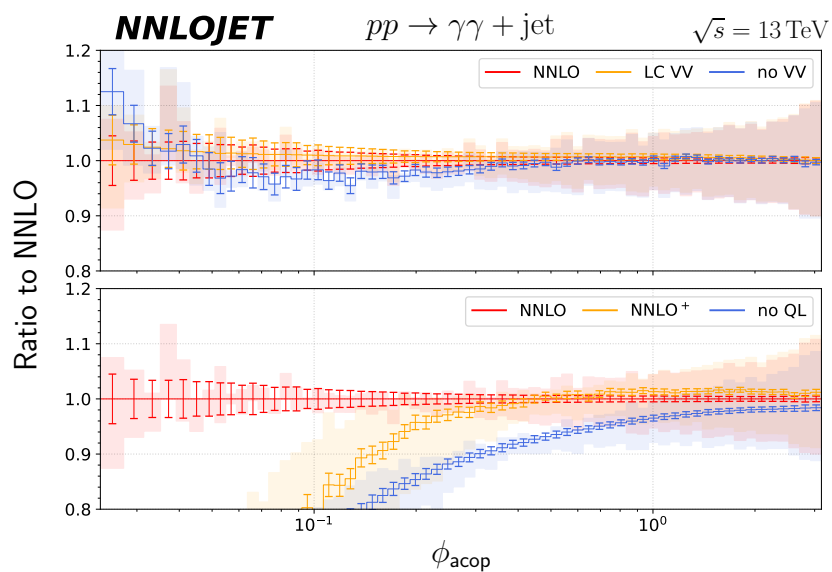 NNLOJET pp → γγ + jet √s = 13 TeV
Ratio to NNLO
1.2
1.1
1.0
0.9
0.8
NNLO LC VV no VV
1.2
1.1
1.0
0.9
0.8
NNLO NNLO⁺ no QL
10⁻¹ 10⁰
ϕacop